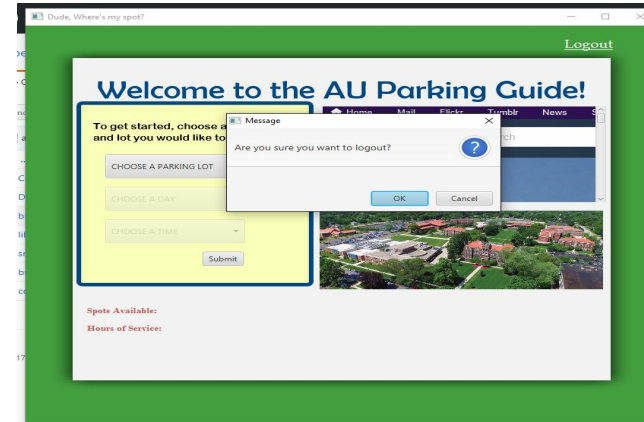 Dude, Where's my spot?
Logout
Welcome to the AU Parking Guide!
Home Mail Flickr Tumblr News
To get started, choose a
and lot you would like to
Message
Are you sure you want to logout?
OK Cancel
CHOOSE A PARKING LOT
CHOOSE A DAY
CHOOSE A TIME
Submit
Spots Available:
Hours of Service:
17